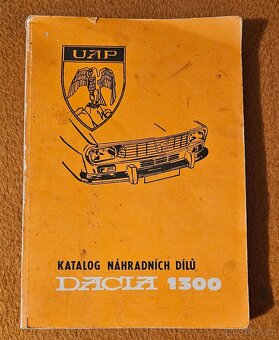 UAP
KATALOG NÁHRADNÍCH DÍLŮ
DACIA 1300